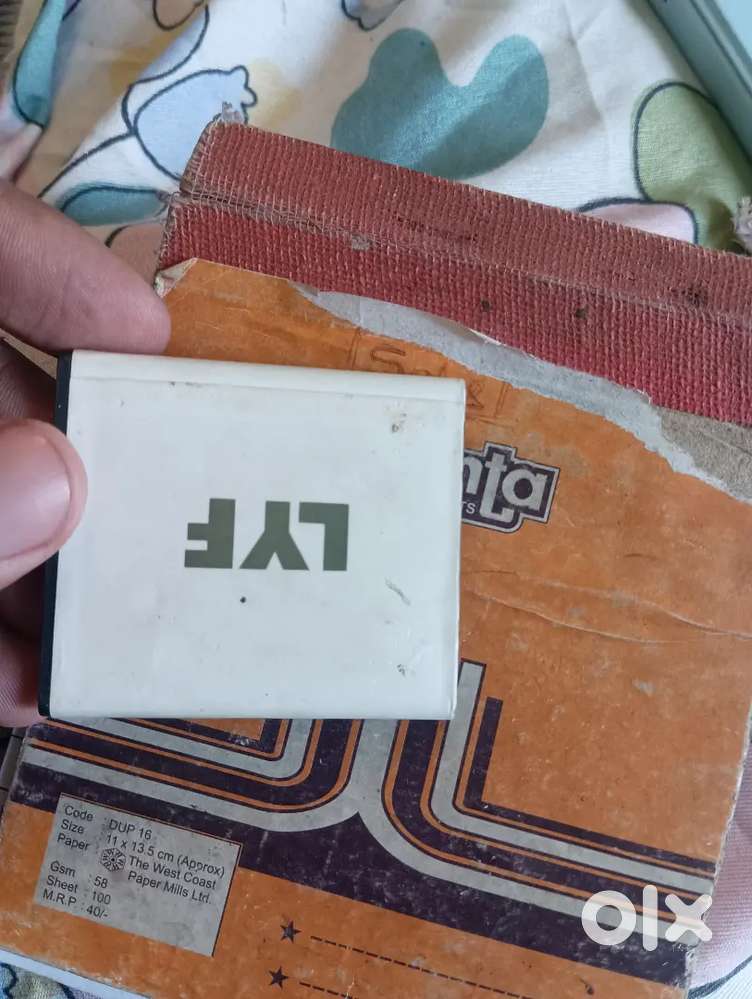 LYF
nta
TS
Code : DUP 16
Size : 11 x 13.5 cm (Approx)
Paper : The West Coast
Paper Mills Ltd.
Gsm : 58
Sheet : 100
M.R.P : 40/-
olx